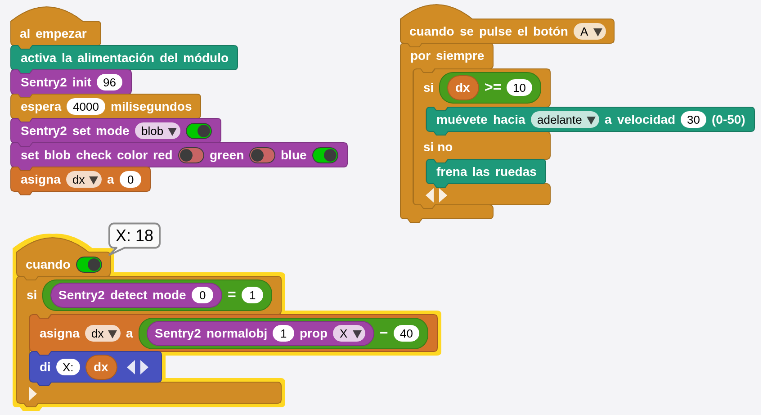 al empezar
activa la alimentación del módulo
Sentry2 init 96
espera 4000 milisegundos
Sentry2 set mode blob
set blob check color red green blue
asigna dx a 0
cuando se pulse el botón A
por siempre
si dx >= 10
muévete hacia adelante a velocidad 30 (0-50)
si no
frena las ruedas
X: 18
cuando
si Sentry2 detect mode 0 = 1
asigna dx a Sentry2 normalobj 1 prop X − 40
di X: dx